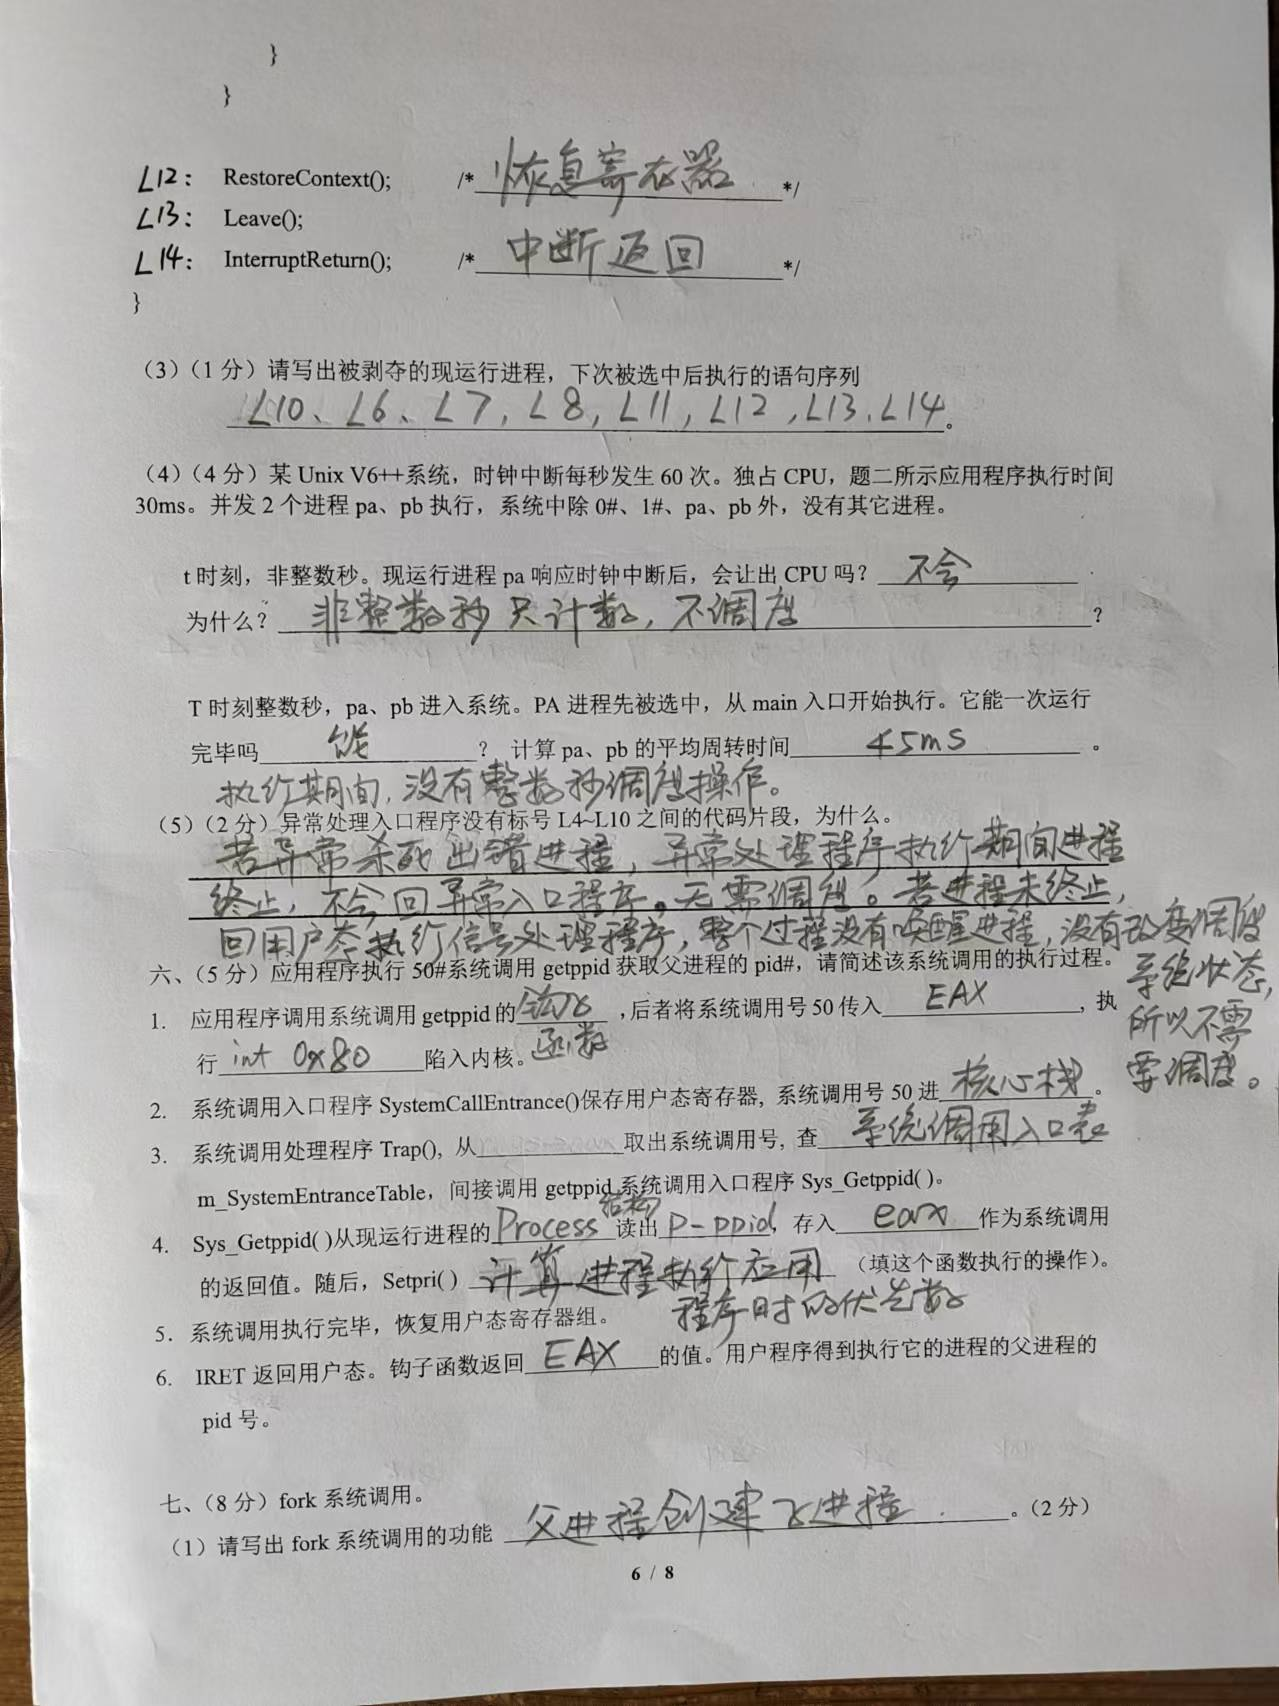 }
}
L12: RestoreContext(); /* 恢复寄存器 */
L13: Leave();
L14: InterruptReturn(); /* 中断返回 */
}
（3）（1 分）请写出被剥夺的现运行进程，下次被选中后执行的语句序列
L10、L6、L7, L8, L11, L12, L13, L14。
（4）（4 分）某 Unix V6++系统，时钟中断每秒发生 60 次。独占 CPU，题二所示应用程序执行时间
30ms。并发 2 个进程 pa、pb 执行，系统中除 0#、1#、pa、pb 外，没有其它进程。
t 时刻，非整数秒。现运行进程 pa 响应时钟中断后，会让出 CPU 吗？ 不会
为什么？ 非整数秒只计数，不调度 ？
T 时刻整数秒，pa、pb 进入系统。PA 进程先被选中，从 main 入口开始执行。它能一次运行
完毕吗 能 ？ 计算 pa、pb 的平均周转时间 45ms 。
执行期间，没有整数秒调度操作。
（5）（2 分）异常处理入口程序没有标号 L4~L10 之间的代码片段，为什么。
若异常杀死出错进程，异常处理程序执行期间进程
终止，不会回异常入口程序。无需调度。若进程未终止，
回用户态执行信号处理程序，整个过程没有唤醒进程，没有改变调度
系统状态，
所以不需
要调度。
六、（5 分）应用程序执行 50#系统调用 getppid 获取父进程的 pid#，请简述该系统调用的执行过程。
1. 应用程序调用系统调用 getppid 的 钩子函数 ,后者将系统调用号 50 传入 EAX , 执
行 int 0x80 陷入内核。
2. 系统调用入口程序 SystemCallEntrance()保存用户态寄存器, 系统调用号 50 进 核心栈 。
3. 系统调用处理程序 Trap(), 从 取出系统调用号, 查 系统调用入口表
m_SystemEntranceTable，间接调用 getppid 系统调用入口程序 Sys_Getppid( )。
4. Sys_Getppid( )从现运行进程的 Process结构 读出 p-ppid, 存入 eax 作为系统调用
的返回值。随后，Setpri( ) 计算进程执行应用 （填这个函数执行的操作）。
程序时的优先数
5. 系统调用执行完毕，恢复用户态寄存器组。
6. IRET 返回用户态。钩子函数返回 EAX 的值。用户程序得到执行它的进程的父进程的
pid 号。
七、（8 分）fork 系统调用。
（1）请写出 fork 系统调用的功能 父进程创建子进程 。（2 分）
6 / 8